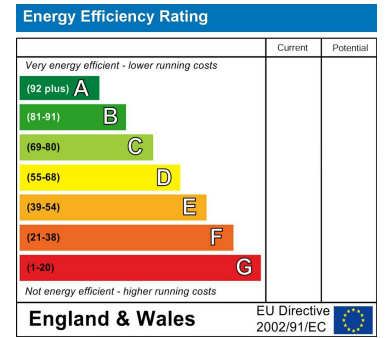 Energy Efficiency Rating
Current Potential
Very energy efficient - lower running costs
(92 plus) A
(81-91) B
(69-80) C
(55-68) D
(39-54) E
(21-38) F
(1-20) G
Not energy efficient - higher running costs
England & Wales
EU Directive
2002/91/EC